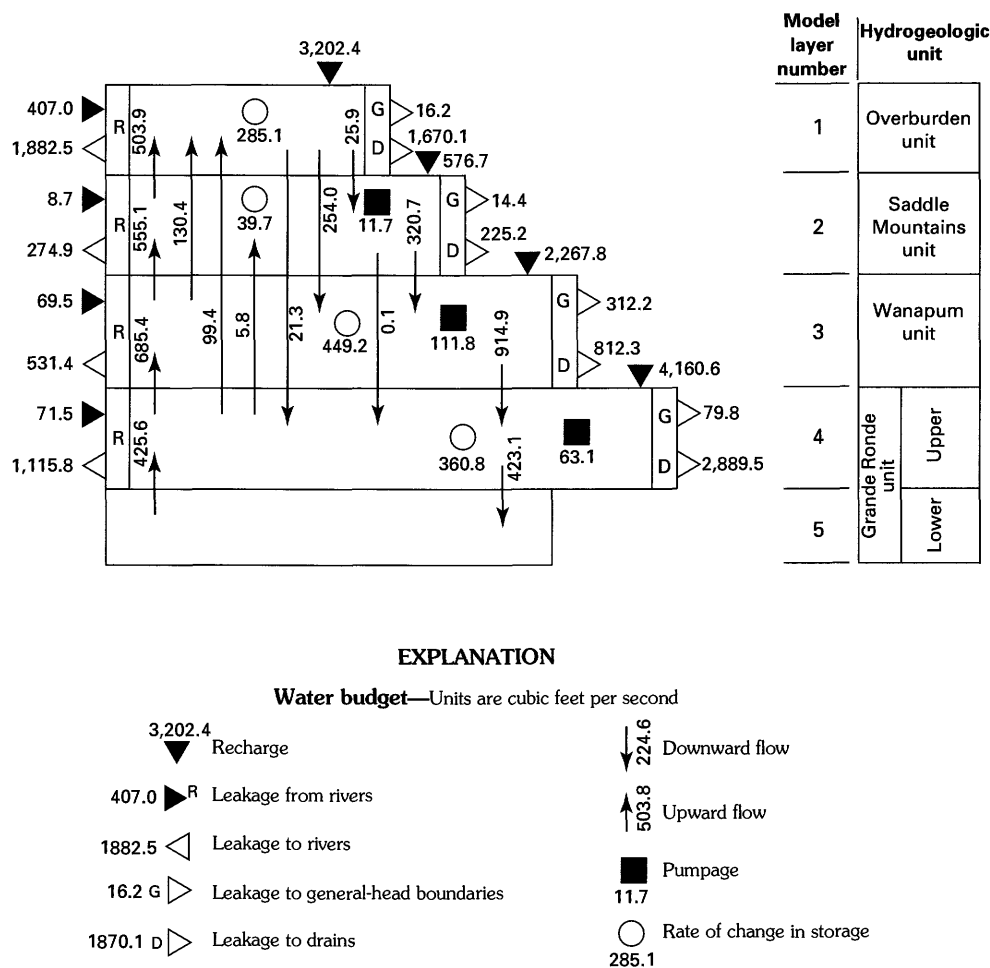 3,202.4
Model layer number
Hydrogeologic unit
407.0
R
503.9
285.1
25.9
G
16.2
1,882.5
D
1,670.1
1
Overburden unit
576.7
8.7
R
555.1
130.4
39.7
254.0
11.7
320.7
G
14.4
274.9
D
225.2
2
Saddle Mountains unit
2,267.8
69.5
R
685.4
99.4
5.8
21.3
449.2
0.1
111.8
914.9
G
312.2
531.4
D
812.3
3
Wanapum unit
4,160.6
71.5
R
425.6
360.8
423.1
63.1
G
79.8
1,115.8
D
2,889.5
4
Grande Ronde unit
Upper
5
Lower
EXPLANATION
Water budget—Units are cubic feet per second
3,202.4 Recharge
407.0 R Leakage from rivers
1882.5 Leakage to rivers
16.2 G Leakage to general-head boundaries
1870.1 D Leakage to drains
224.6 Downward flow
503.8 Upward flow
Pumpage
11.7
Rate of change in storage
285.1